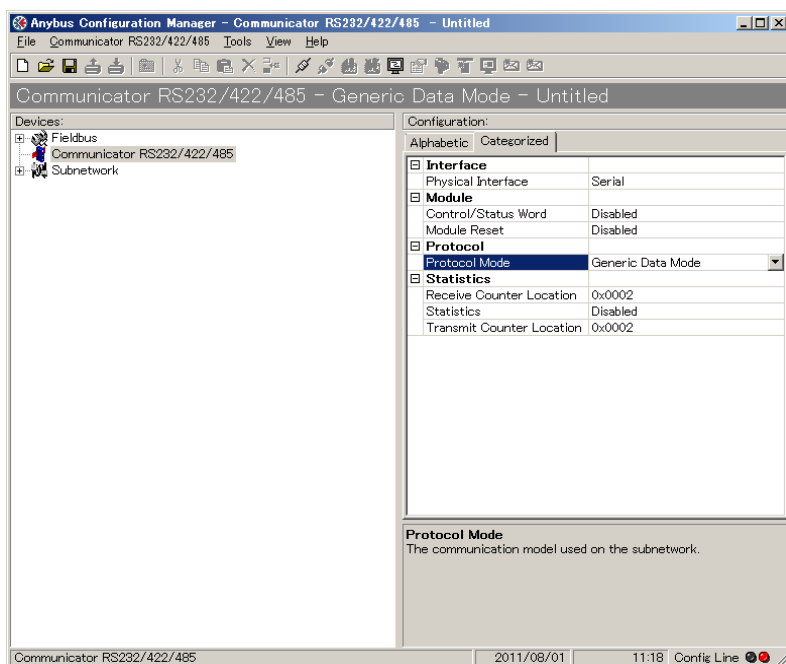 Anybus Configuration Manager - Communicator RS232/422/485 - Untitled
File Communicator RS232/422/485 Tools View Help
Communicator RS232/422/485 - Generic Data Mode - Untitled
Devices:
Fieldbus
Communicator RS232/422/485
Subnetwork
Configuration:
Alphabetic Categorized
Interface
Physical Interface Serial
Module
Control/Status Word Disabled
Module Reset Disabled
Protocol
Protocol Mode Generic Data Mode
Statistics
Receive Counter Location 0x0002
Statistics Disabled
Transmit Counter Location 0x0002
Protocol Mode
The communication model used on the subnetwork.
Communicator RS232/422/485 2011/08/01 11:18 Config Line